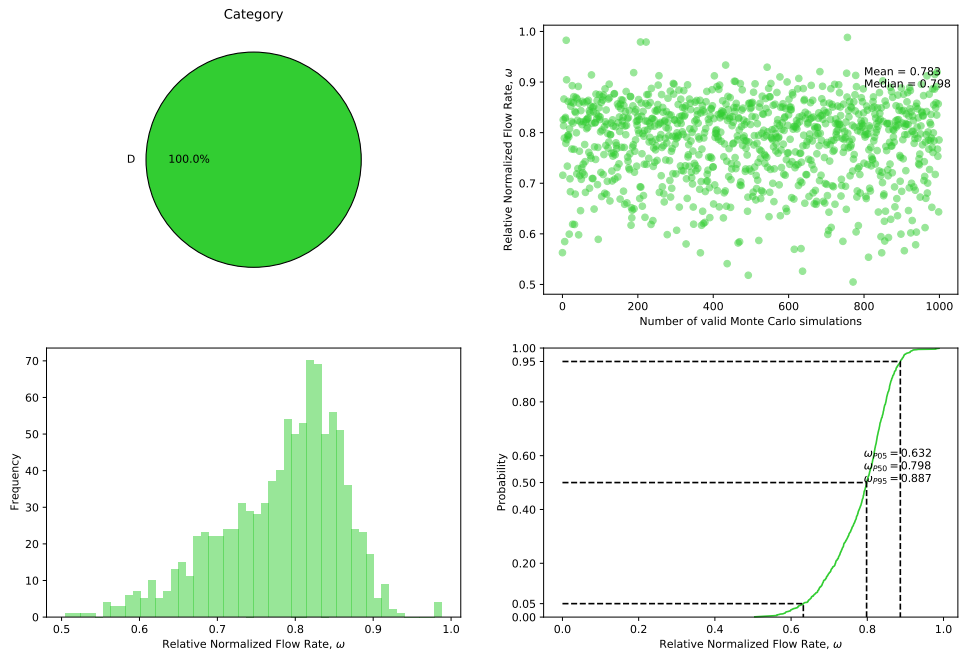 Category
D
100.0%
1.0
0.9
0.8
0.7
0.6
0.5
Relative Normalized Flow Rate, ω
Mean = 0.783
Median = 0.798
0 200 400 600 800 1000
Number of valid Monte Carlo simulations
70
60
50
40
30
20
10
0
Frequency
0.5 0.6 0.7 0.8 0.9 1.0
Relative Normalized Flow Rate, ω
1.00
0.95
0.80
0.60
0.50
0.40
0.20
0.05
0.00
Probability
ωP05 = 0.632
ωP50 = 0.798
ωP95 = 0.887
0.0 0.2 0.4 0.6 0.8 1.0
Relative Normalized Flow Rate, ω